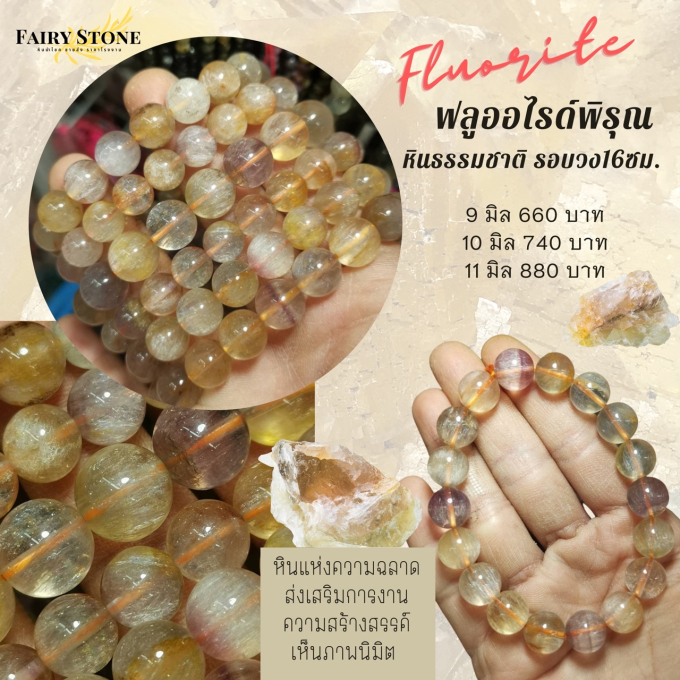 FAIRY STONE
Fluorite
ฟลูออไรด์พิรุณ
หินธรรมชาติ รอบวง16ซม.
9 มิล 660 บาท
10 มิล 740 บาท
11 มิล 880 บาท
หินแห่งความฉลาด
ส่งเสริมการงาน
ความสร้างสรรค์
เห็นภาพนิมิต